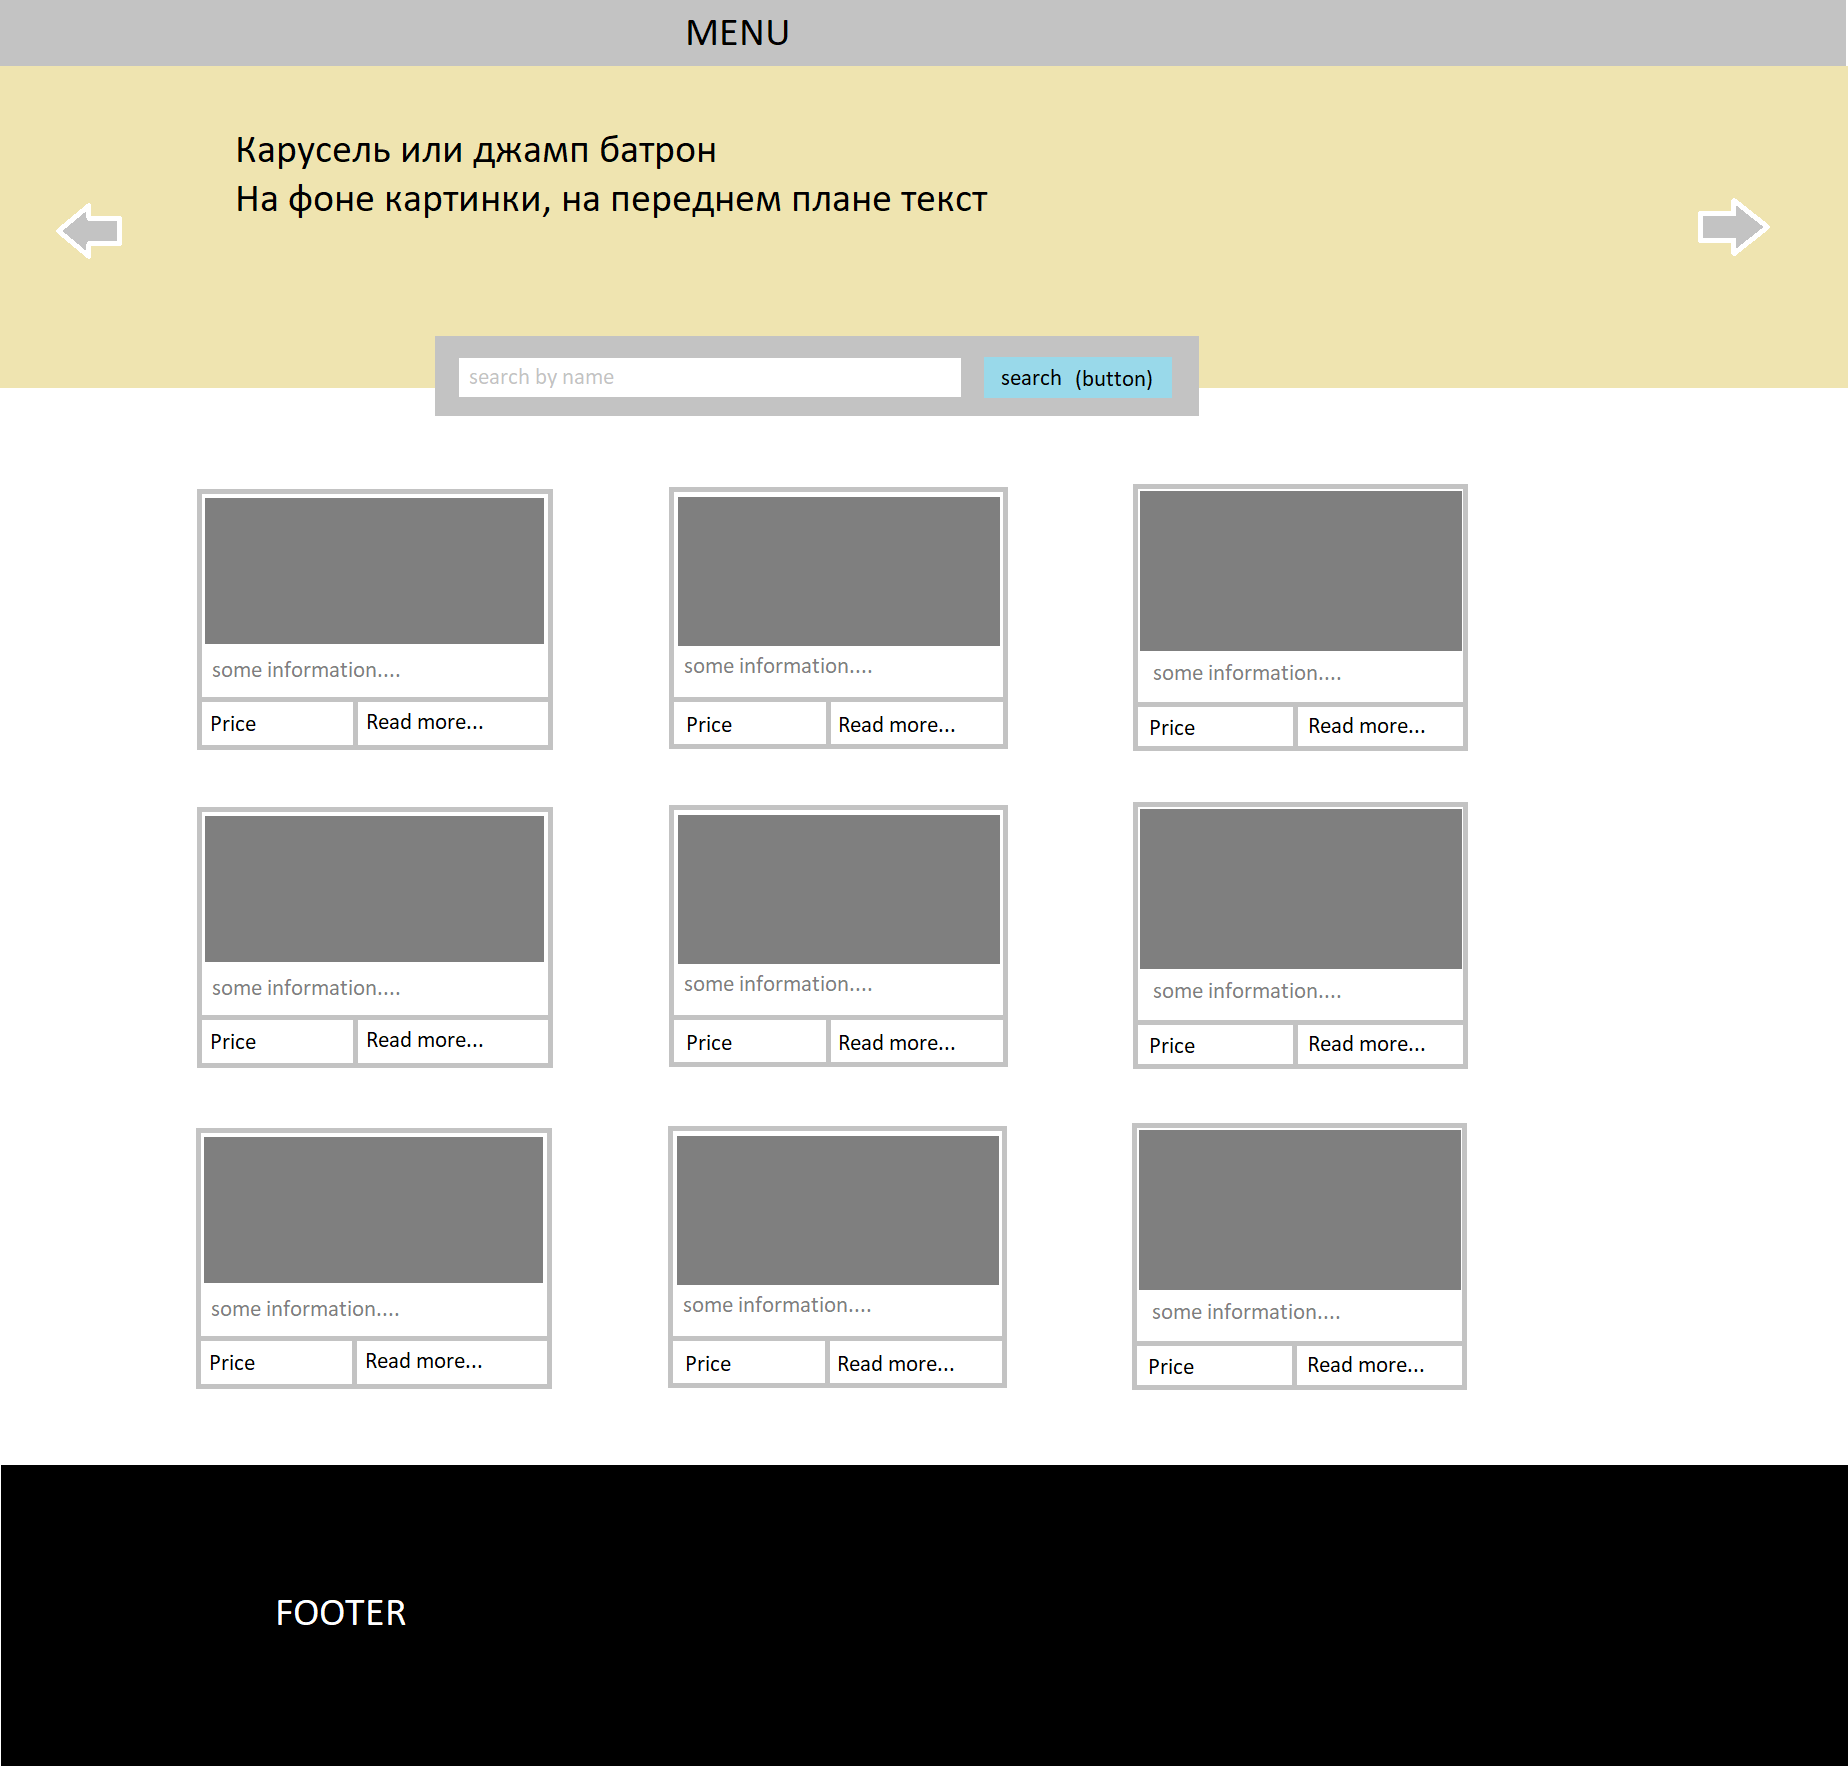 MENU
Карусель или джамп батрон
На фоне картинки, на переднем плане текст
search by name
search (button)
some information....
some information....
some information....
Price
Read more...
Price
Read more...
Price
Read more...
some information....
some information....
some information....
Price
Read more...
Price
Read more...
Price
Read more...
some information....
some information....
some information....
Price
Read more...
Price
Read more...
Price
Read more...
FOOTER